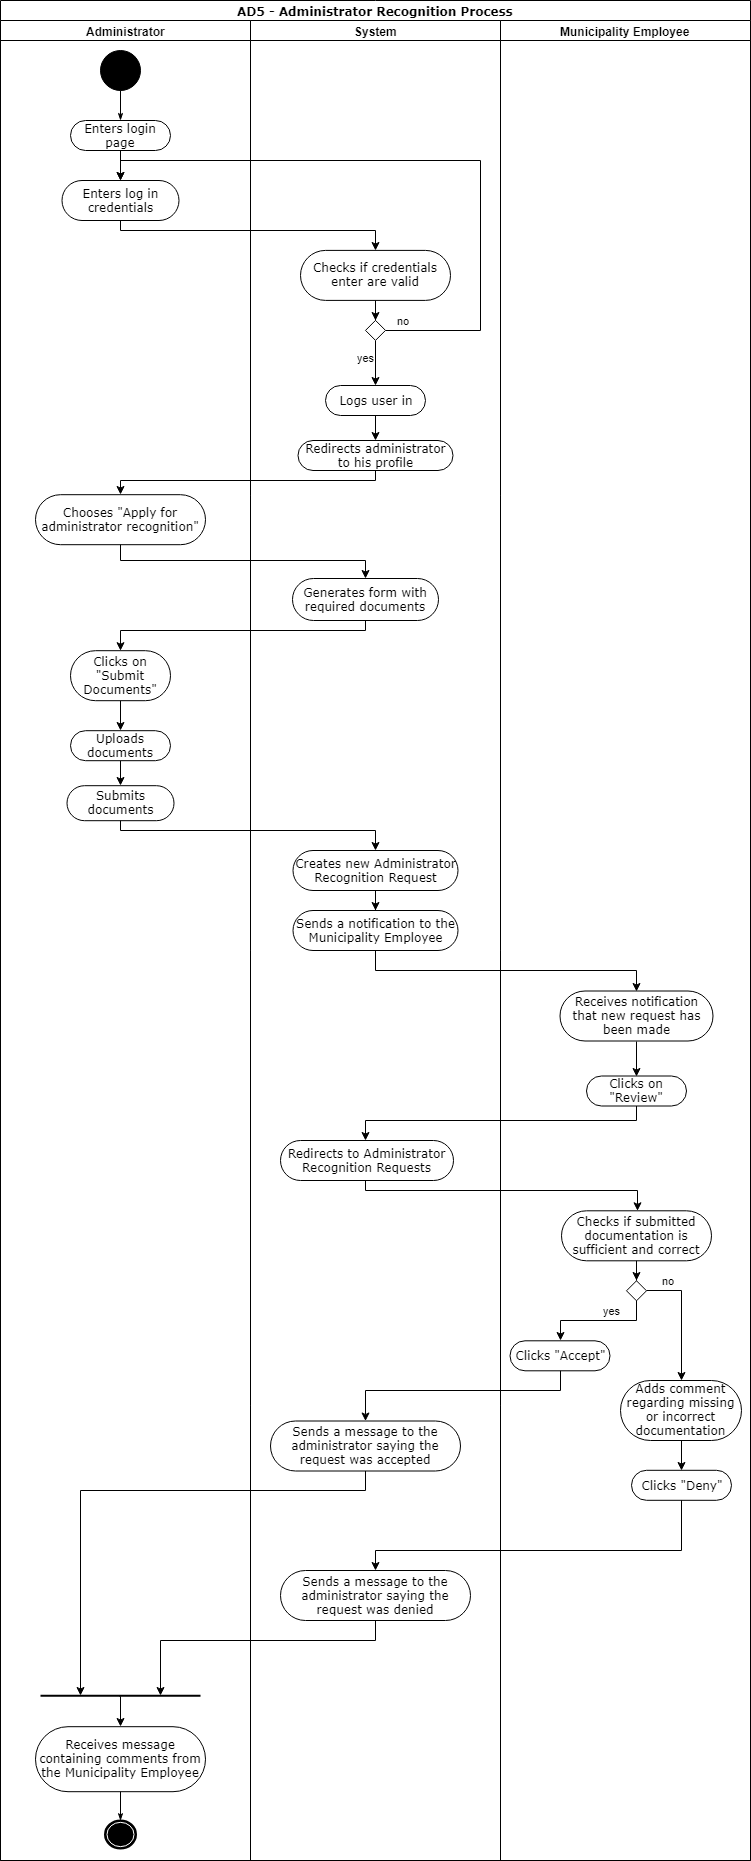 AD5 - Administrator Recognition Process
Administrator
System
Municipality Employee
Enters login
page
Enters log in
credentials
Checks if credentials
enter are valid
no
yes
Logs user in
Redirects administrator
to his profile
Chooses "Apply for
administrator recognition"
Generates form with
required documents
Clicks on
"Submit
Documents"
Uploads
documents
Submits
documents
Creates new Administrator
Recognition Request
Sends a notification to the
Municipality Employee
Receives notification
that new request has
been made
Clicks on
"Review"
Redirects to Administrator
Recognition Requests
Checks if submitted
documentation is
sufficient and correct
no
yes
Clicks "Accept"
Adds comment
regarding missing
or incorrect
documentation
Sends a message to the
administrator saying the
request was accepted
Clicks "Deny"
Sends a message to the
administrator saying the
request was denied
Receives message
containing comments from
the Municipality Employee